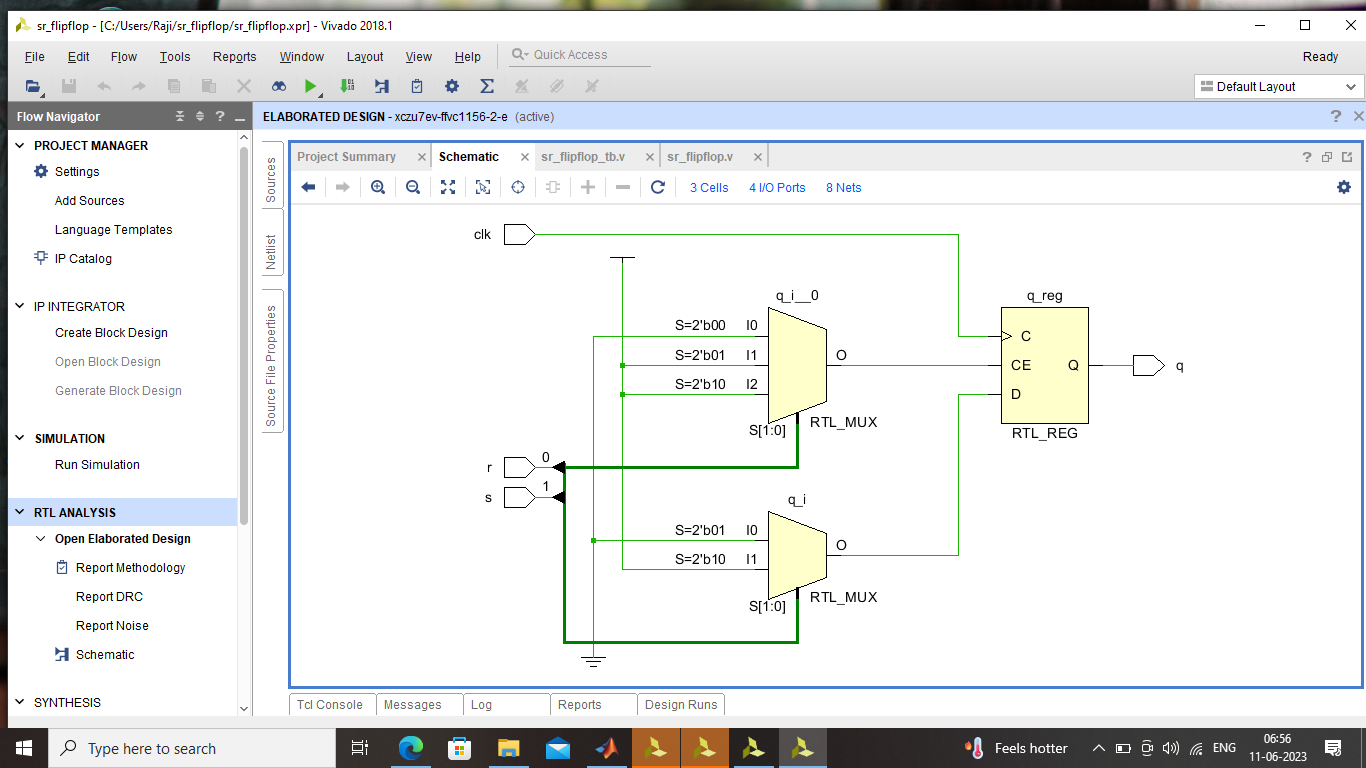 sr_flipflop - [C:/Users/Raji/sr_flipflop/sr_flipflop.xpr] - Vivado 2018.1
File Edit Flow Tools Reports Window Layout View Help Quick Access Ready
Default Layout
Flow Navigator
ELABORATED DESIGN - xczu7ev-ffvc1156-2-e (active)
PROJECT MANAGER
Settings
Add Sources
Language Templates
IP Catalog
IP INTEGRATOR
Create Block Design
Open Block Design
Generate Block Design
SIMULATION
Run Simulation
RTL ANALYSIS
Open Elaborated Design
Report Methodology
Report DRC
Report Noise
Schematic
SYNTHESIS
Sources
Netlist
Source File Properties
Project Summary Schematic sr_flipflop_tb.v sr_flipflop.v
3 Cells 4 I/O Ports 8 Nets
clk
q_i__0
S=2'b00 I0
S=2'b01 I1
S=2'b10 I2
O
S[1:0]
RTL_MUX
q_reg
C
CE Q
D
RTL_REG
q
r 0
s 1
q_i
S=2'b01 I0
S=2'b10 I1
O
S[1:0]
RTL_MUX
Tcl Console Messages Log Reports Design Runs
Type here to search
Feels hotter
ENG
06:56
11-06-2023